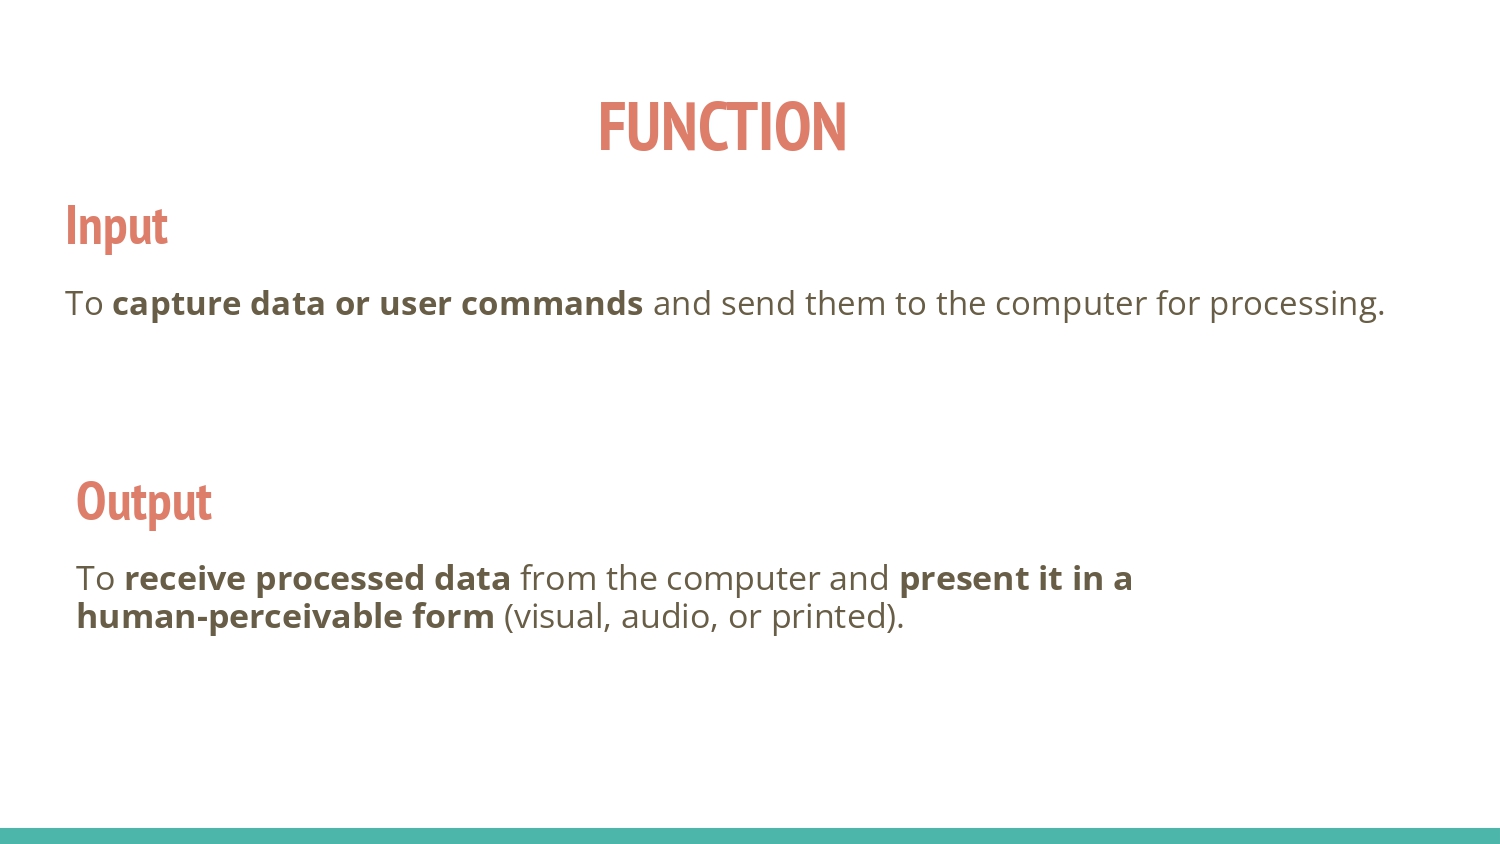 FUNCTION
Input
To capture data or user commands and send them to the computer for processing.
Output
To receive processed data from the computer and present it in a
human-perceivable form (visual, audio, or printed).